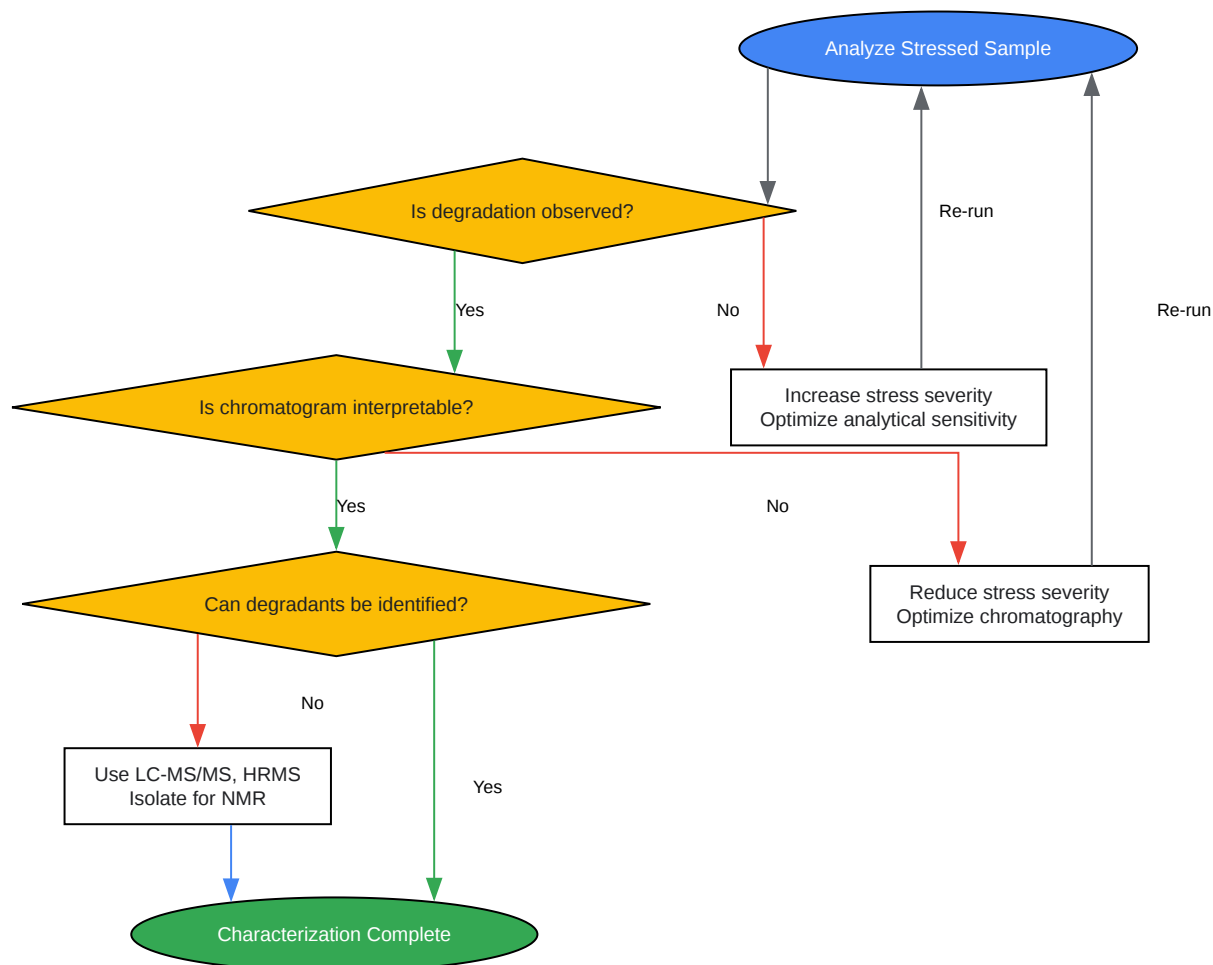 Analyze Stressed Sample
Is degradation observed?
Re-run
Yes
No
Re-run
Is chromatogram interpretable?
Increase stress severity
Optimize analytical sensitivity
Yes
No
Can degradants be identified?
Reduce stress severity
Optimize chromatography
No
Use LC-MS/MS, HRMS
Isolate for NMR
Yes
Characterization Complete